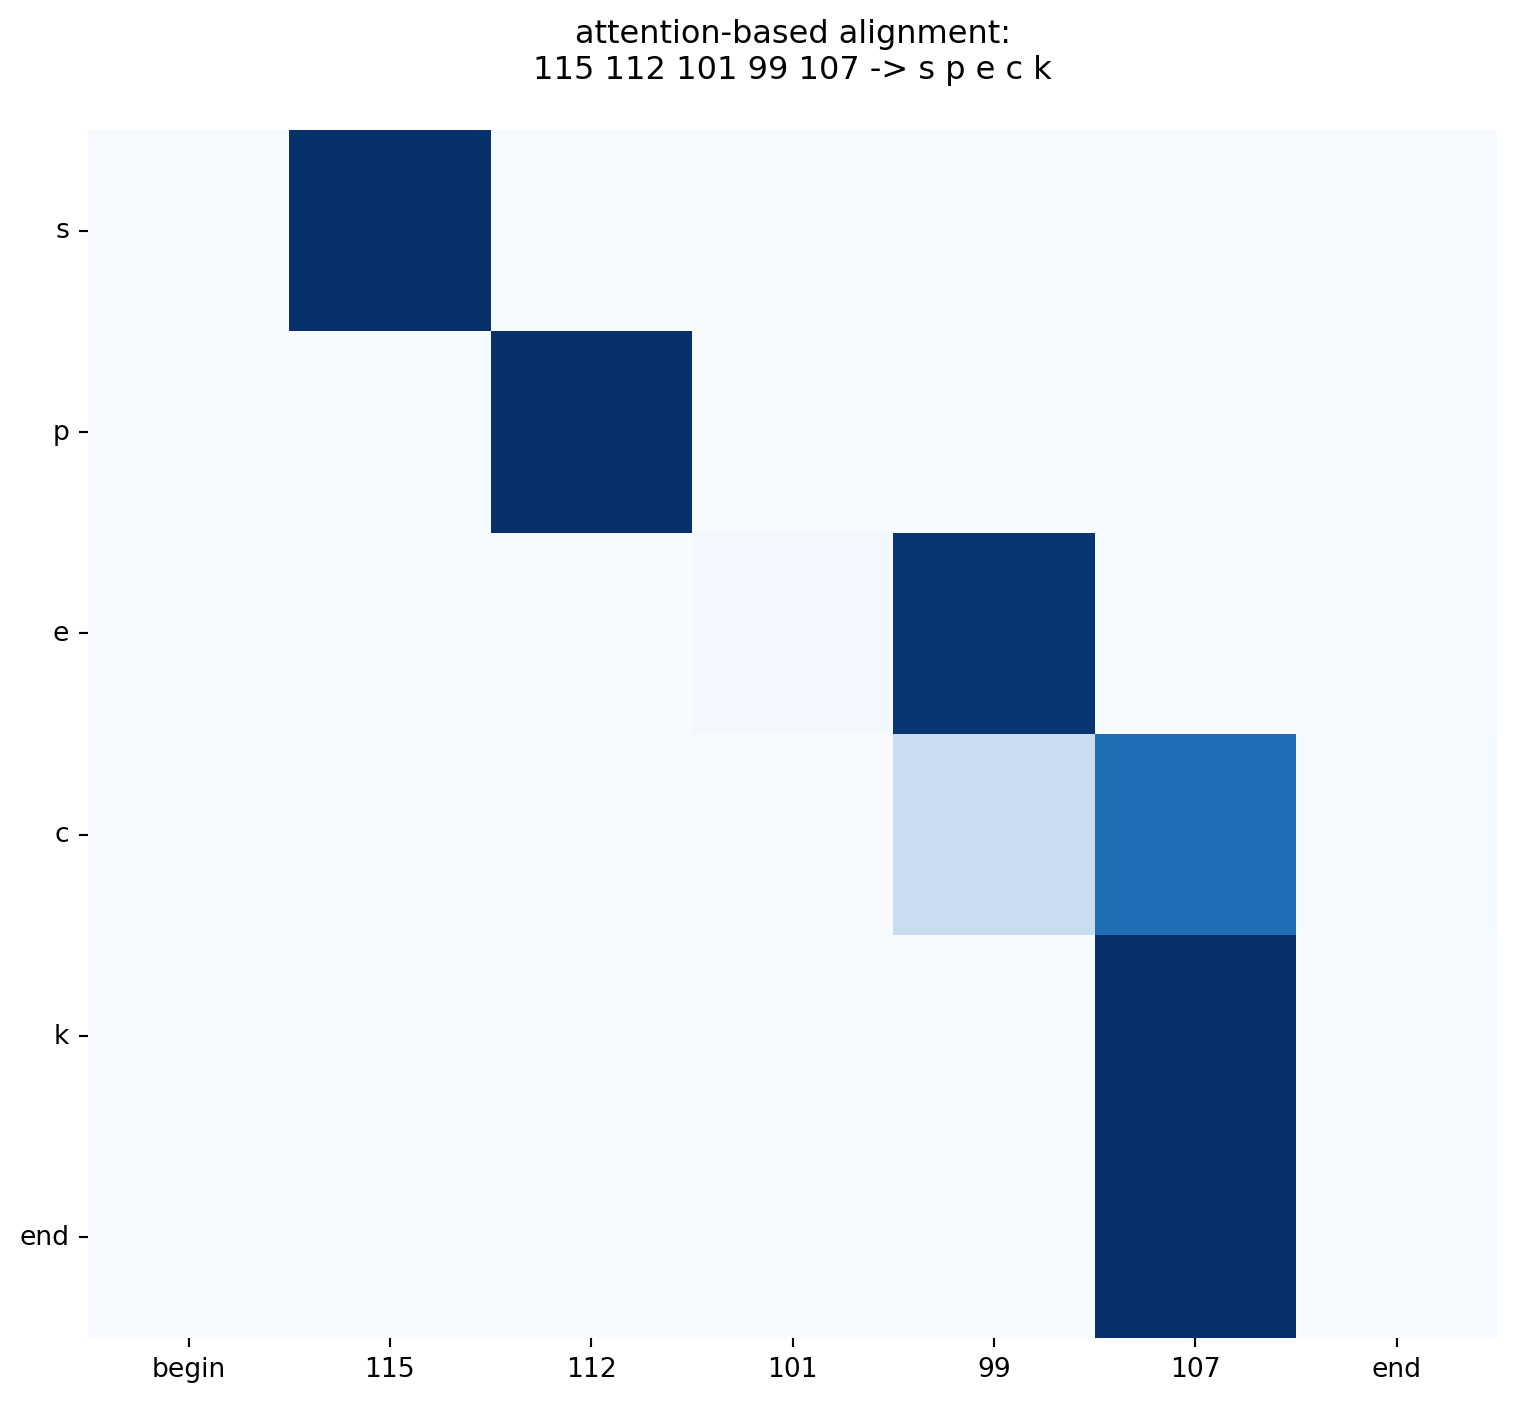 attention-based alignment:
115 112 101 99 107 -> s p e c k
s
p
e
c
k
end
begin 115 112 101 99 107 end